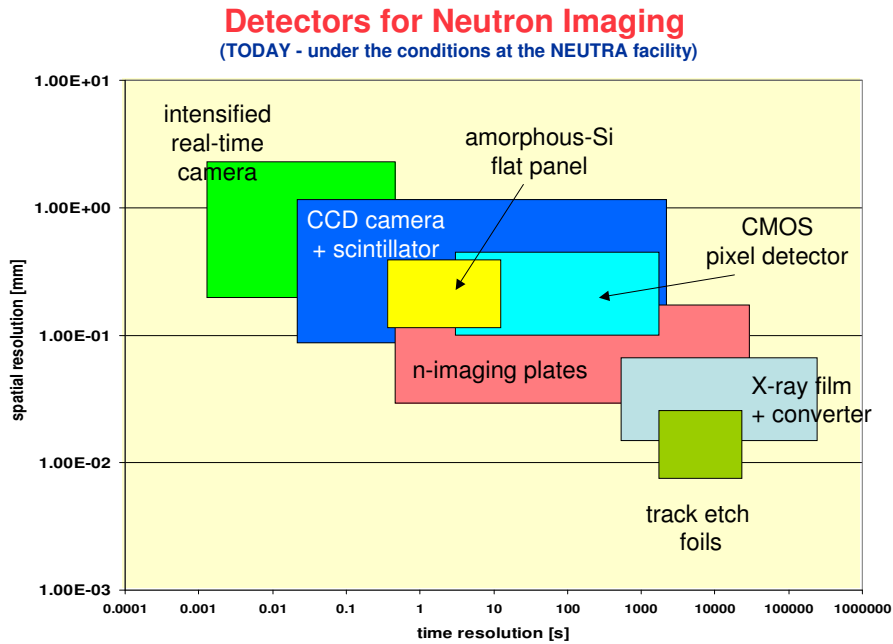 Detectors for Neutron Imaging
(TODAY - under the conditions at the NEUTRA facility)
1.00E+01
1.00E+00
1.00E-01
1.00E-02
1.00E-03
spatial resolution [mm]
intensified
real-time
camera
amorphous-Si
flat panel
CCD camera
+ scintillator
CMOS
pixel detector
n-imaging plates
X-ray film
+ converter
track etch
foils
0.0001 0.001 0.01 0.1 1 10 100 1000 10000 100000 1000000
time resolution [s]